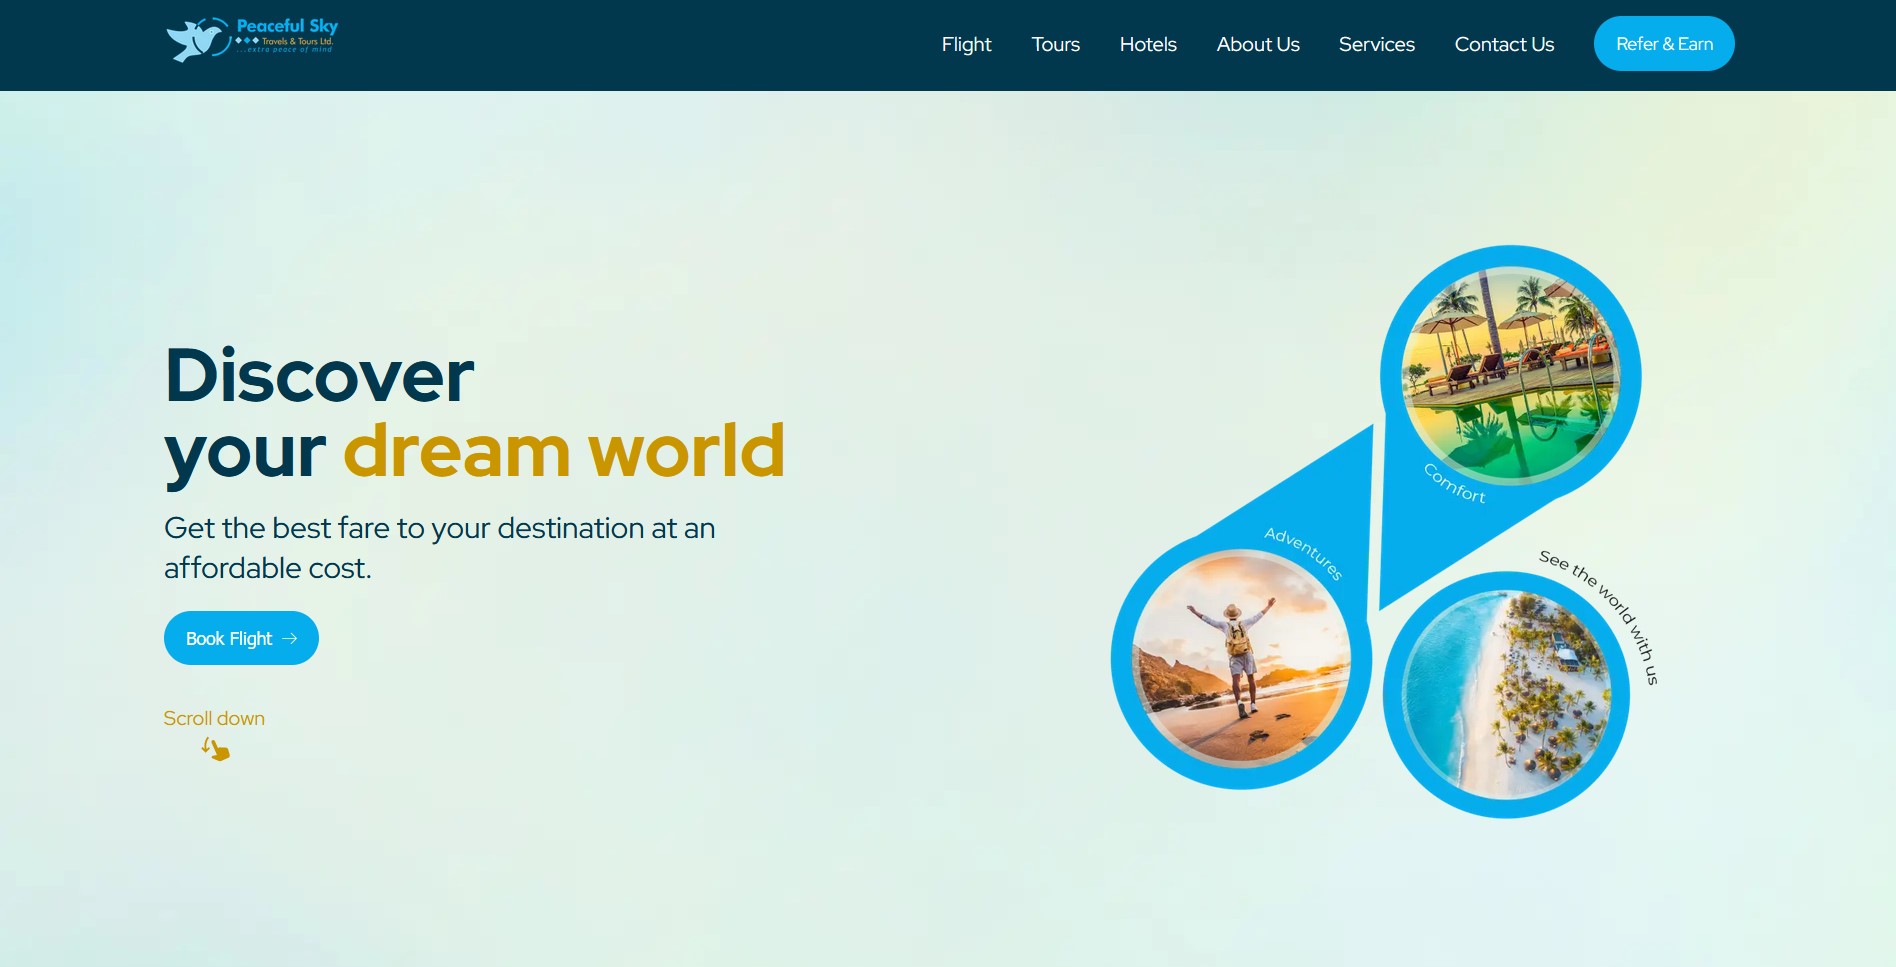 Peaceful Sky
Travels & Tours Ltd.
...extra peace of mind
Flight
Tours
Hotels
About Us
Services
Contact Us
Refer & Earn
Discover
your dream world
Get the best fare to your destination at an
affordable cost.
Book Flight
Scroll down
Comfort
Adventures
See the world with us